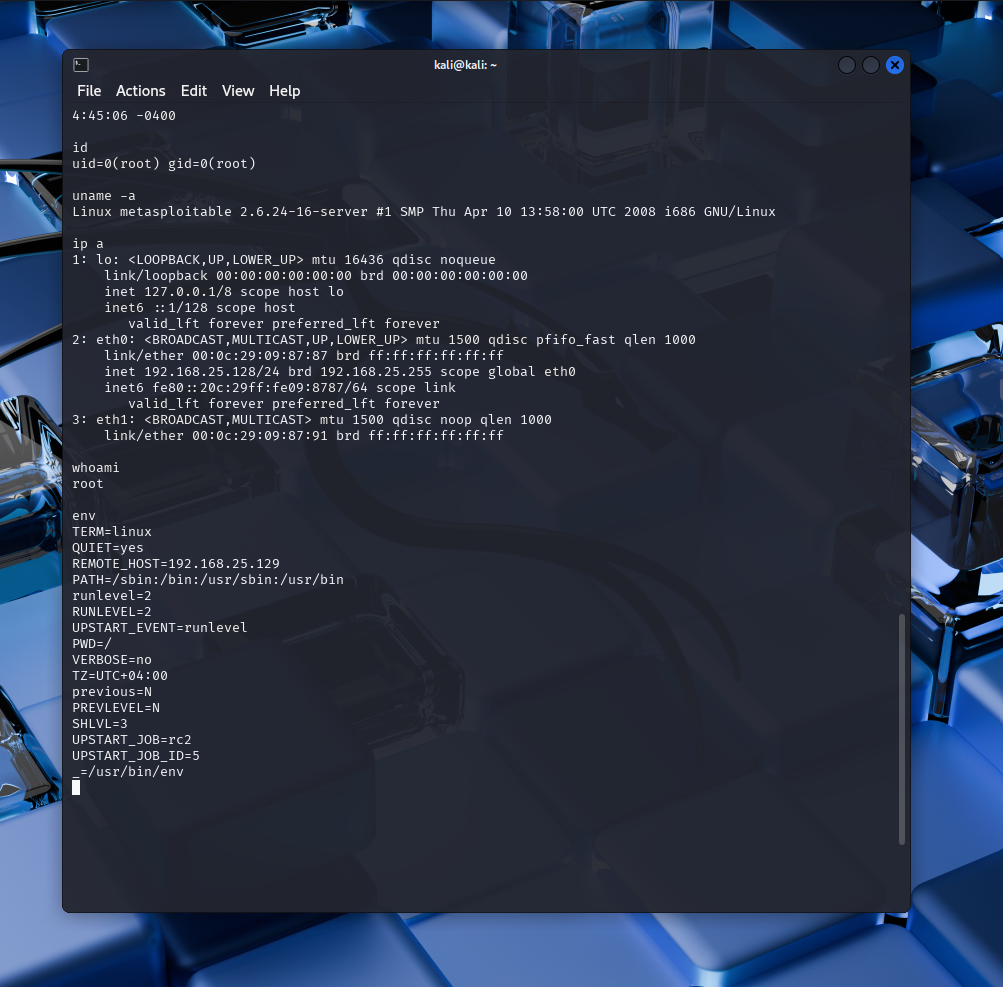 kali@kali: ~
File Actions Edit View Help
4:45:06 -0400
id
uid=0(root) gid=0(root)
uname -a
Linux metasploitable 2.6.24-16-server #1 SMP Thu Apr 10 13:58:00 UTC 2008 i686 GNU/Linux
ip a
1: lo: <LOOPBACK,UP,LOWER_UP> mtu 16436 qdisc noqueue
    link/loopback 00:00:00:00:00:00 brd 00:00:00:00:00:00
    inet 127.0.0.1/8 scope host lo
    inet6 ::1/128 scope host
       valid_lft forever preferred_lft forever
2: eth0: <BROADCAST,MULTICAST,UP,LOWER_UP> mtu 1500 qdisc pfifo_fast qlen 1000
    link/ether 00:0c:29:09:87:87 brd ff:ff:ff:ff:ff:ff
    inet 192.168.25.128/24 brd 192.168.25.255 scope global eth0
    inet6 fe80::20c:29ff:fe09:8787/64 scope link
       valid_lft forever preferred_lft forever
3: eth1: <BROADCAST,MULTICAST> mtu 1500 qdisc noop qlen 1000
    link/ether 00:0c:29:09:87:91 brd ff:ff:ff:ff:ff:ff
whoami
root
env
TERM=linux
QUIET=yes
REMOTE_HOST=192.168.25.129
PATH=/sbin:/bin:/usr/sbin:/usr/bin
runlevel=2
RUNLEVEL=2
UPSTART_EVENT=runlevel
PWD=/
VERBOSE=no
TZ=UTC+04:00
previous=N
PREVLEVEL=N
SHLVL=3
UPSTART_JOB=rc2
UPSTART_JOB_ID=5
_=/usr/bin/env